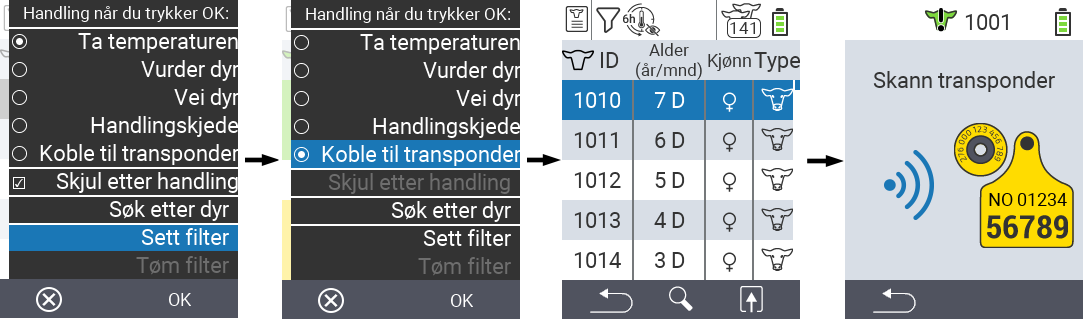 Handling når du trykker OK:
Ta temperaturen
Vurder dyr
Vei dyr
Handlingskjede
Koble til transponder
Skjul etter handling
Søk etter dyr
Sett filter
Tøm filter
OK
Handling når du trykker OK:
Ta temperaturen
Vurder dyr
Vei dyr
Handlingskjede
Koble til transponder
Skjul etter handling
Søk etter dyr
Sett filter
Tøm filter
OK
6h 141
ID Alder (år/mnd) Kjønn Type
1010 7 D
1011 6 D
1012 5 D
1013 4 D
1014 3 D
1001
Skann transponder
276 000 123 456 789
NO 01234
56789